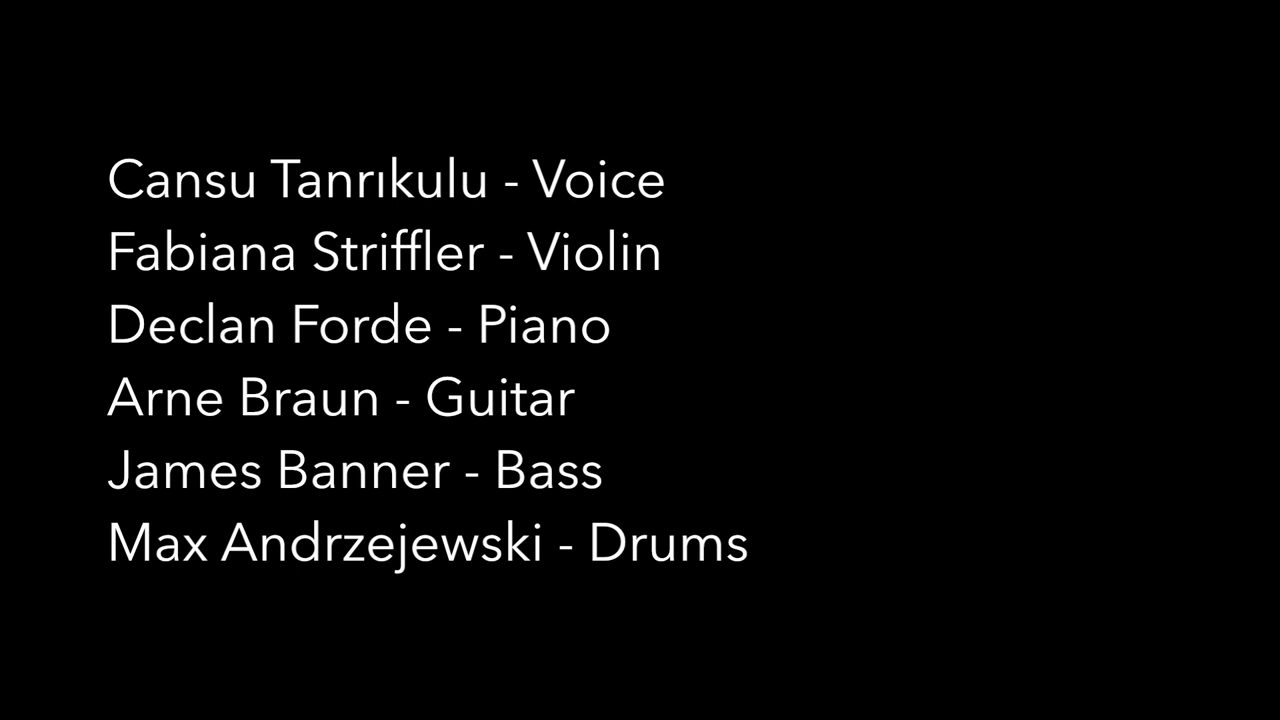 Cansu Tanrıkulu - Voice
Fabiana Striffler - Violin
Declan Forde - Piano
Arne Braun - Guitar
James Banner - Bass
Max Andrzejewski - Drums